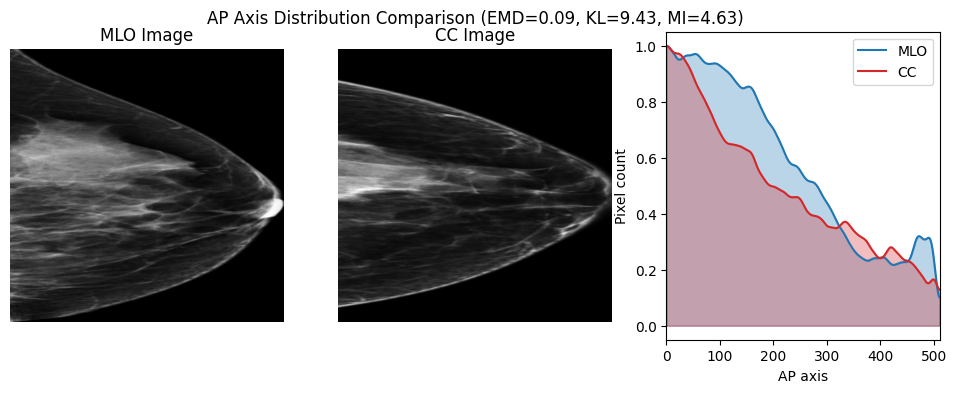 AP Axis Distribution Comparison (EMD=0.09, KL=9.43, MI=4.63)
MLO Image
CC Image
MLO
CC
Pixel count
1.0
0.8
0.6
0.4
0.2
0.0
0 100 200 300 400 500
AP axis